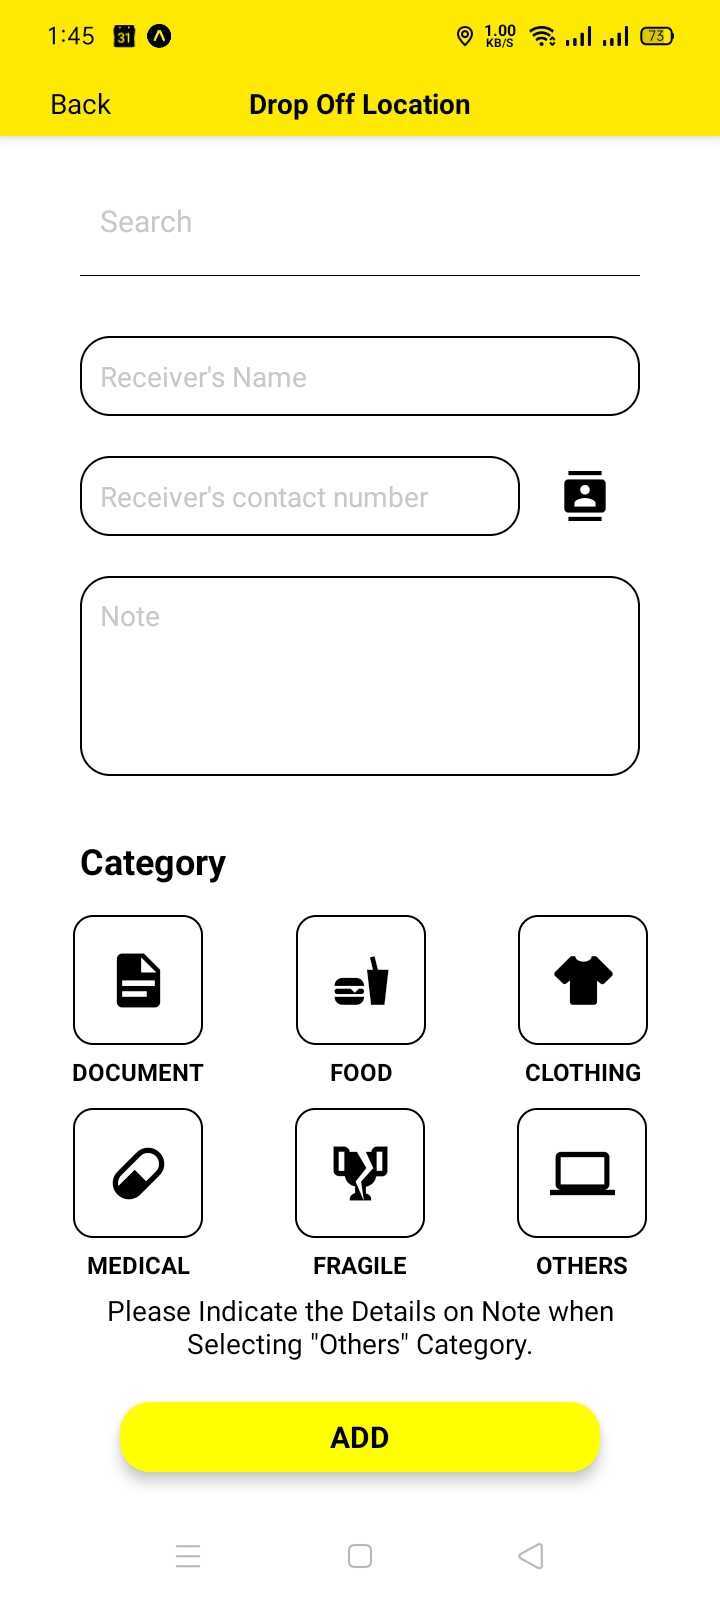 1:45 31 1.00 KB/S 73
Back Drop Off Location
Search
Receiver's Name
Receiver's contact number
Note
Category
DOCUMENT FOOD CLOTHING
MEDICAL FRAGILE OTHERS
Please Indicate the Details on Note when
Selecting "Others" Category.
ADD